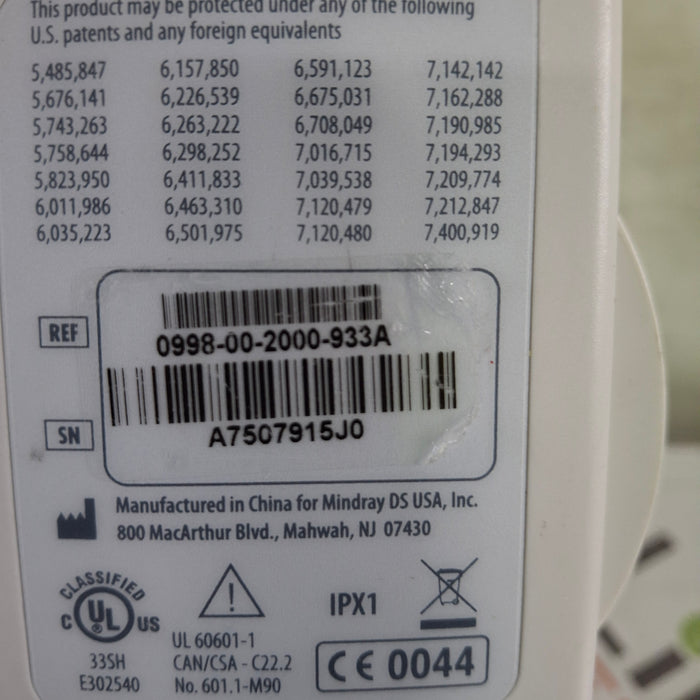 This product may be protected under any of the following
U.S. patents and any foreign equivalents
5,485,847 6,157,850 6,591,123 7,142,142
5,676,141 6,226,539 6,675,031 7,162,288
5,743,263 6,263,222 6,708,049 7,190,985
5,758,644 6,298,252 7,016,715 7,194,293
5,823,950 6,411,833 7,039,538 7,209,774
6,011,986 6,463,310 7,120,479 7,212,847
6,035,223 6,501,975 7,120,480 7,400,919
REF 0998-00-2000-933A
SN A7507915J0
Manufactured in China for Mindray DS USA, Inc.
800 MacArthur Blvd., Mahwah, NJ 07430
CLASSIFIED
C UL ® US
33SH
E302540
UL 60601-1
CAN/CSA - C22.2
No. 601.1-M90
IPX1
CE 0044